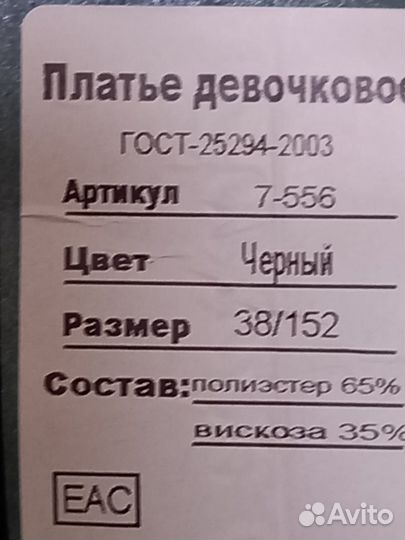 Платье девочковое
ГОСТ-25294-2003
Артикул 7-556
Цвет Черный
Размер 38/152
Состав: полиэстер 65%
вискоза 35%
EAC
Avito